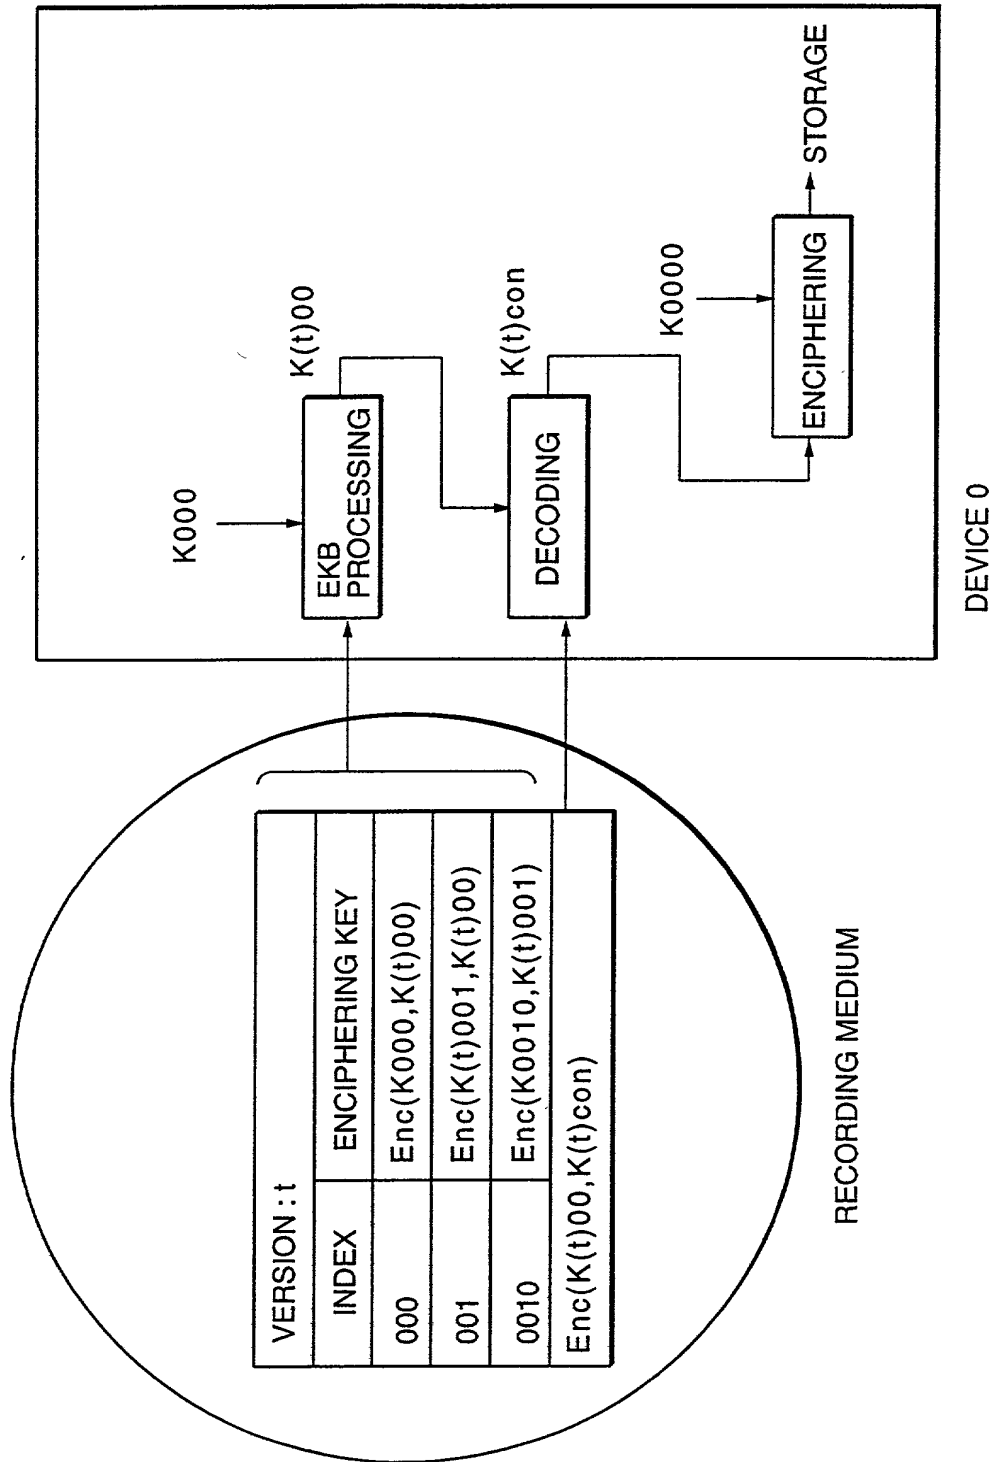 VERSION : t
INDEX
ENCIPHERING KEY
000
Enc(K000,K(t)00)
001
Enc(K(t)001,K(t)00)
0010
Enc(K0010,K(t)001)
Enc(K(t)00,K(t)con)
RECORDING MEDIUM
K000
EKB
PROCESSING
K(t)00
DECODING
K(t)con
K0000
ENCIPHERING
STORAGE
DEVICE 0